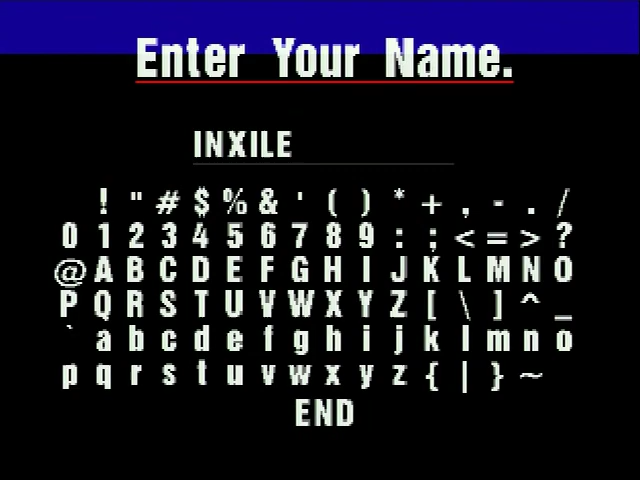 Enter Your Name.
INXILE
! " # $ % & ' ( ) * + , - . /
0 1 2 3 4 5 6 7 8 9 : ; < = > ?
@ A B C D E F G H I J K L M N O
P Q R S T U V W X Y Z [ \ ] ^ _
` a b c d e f g h i j k l m n o
p q r s t u v w x y z { | } ~
END